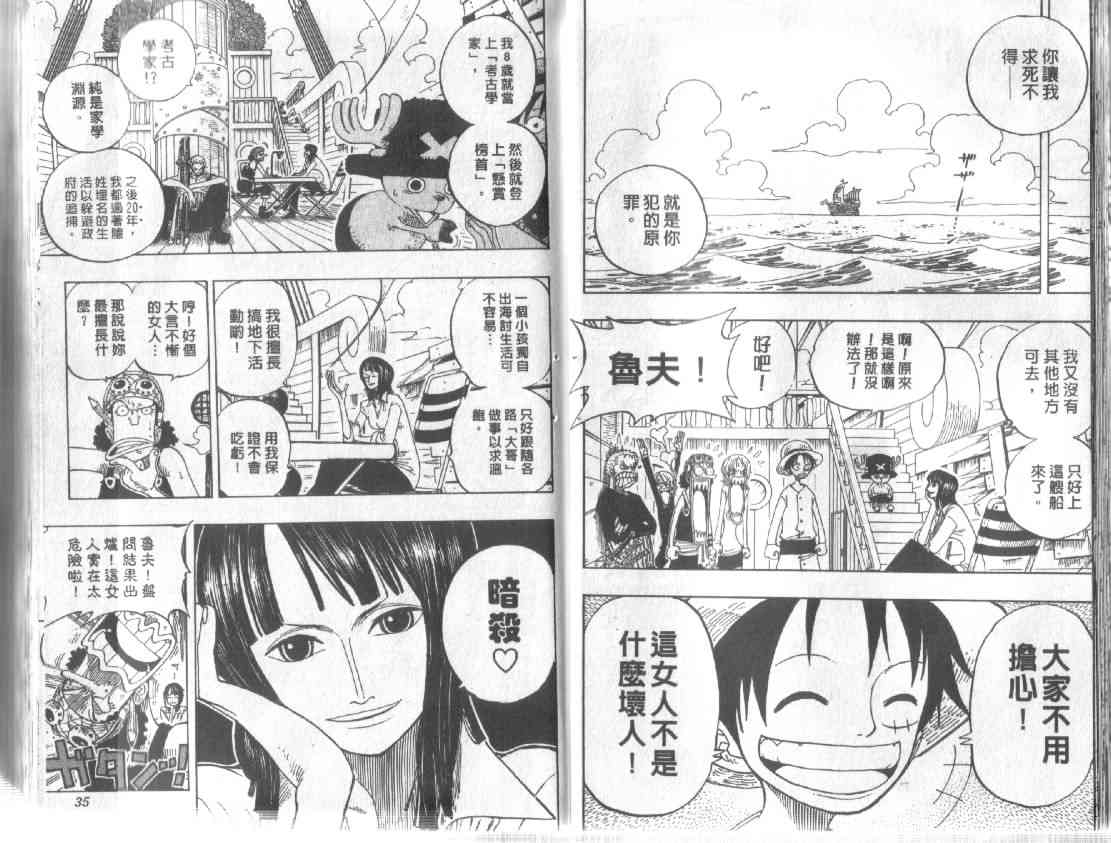 你讓我
求死不
得——
就是你
犯的原
罪。
ザザ
我又沒有
其他地方
可去，
只好上
這艘船
來了。
啊！原來
是這樣啊
！那就沒
辦法了！
好吧！
魯夫！
大家不用
擔心！
這女人不是
什麼壞人！
我8歲就當
上「考古學
家」，
然後就登
上「懸賞
榜首」。
考古
學家!?
純是家學
淵源。
之後20年，
我都過著隱
姓埋名的生
活以躲避政
府的追捕。
一個小孩獨自
出海討生活可
不容易…
只好跟隨各
路「大哥」
做事以求溫
飽。
我很擅長
搞地下活
動喲！
用我保
證不會
吃虧！
哼！好個
大言不慚
的女人…
那說說妳
最擅長什
麼？
暗殺♡
魯夫！盤
問結果出
爐！這女
人實在太
危險啦！
ガタン!!
35